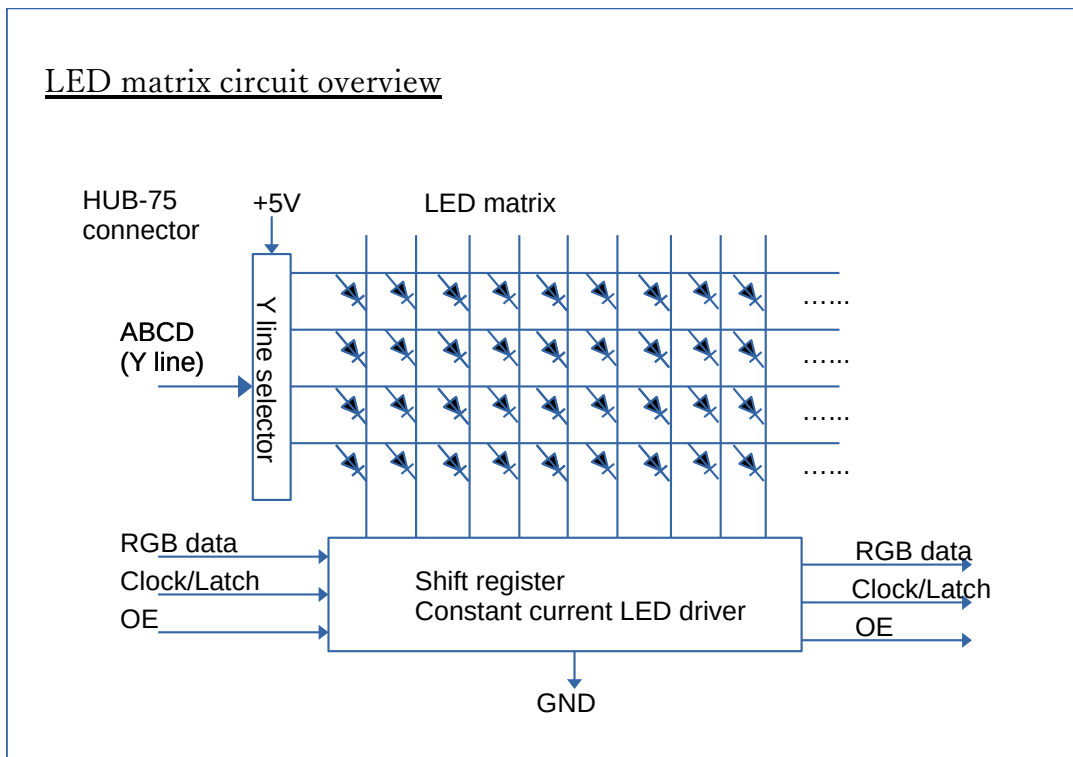 LED matrix circuit overview
HUB-75
connector
+5V
LED matrix
Y line selector
ABCD
(Y line)
…...
…...
…...
…...
RGB data
Clock/Latch
OE
Shift register
Constant current LED driver
RGB data
Clock/Latch
OE
GND